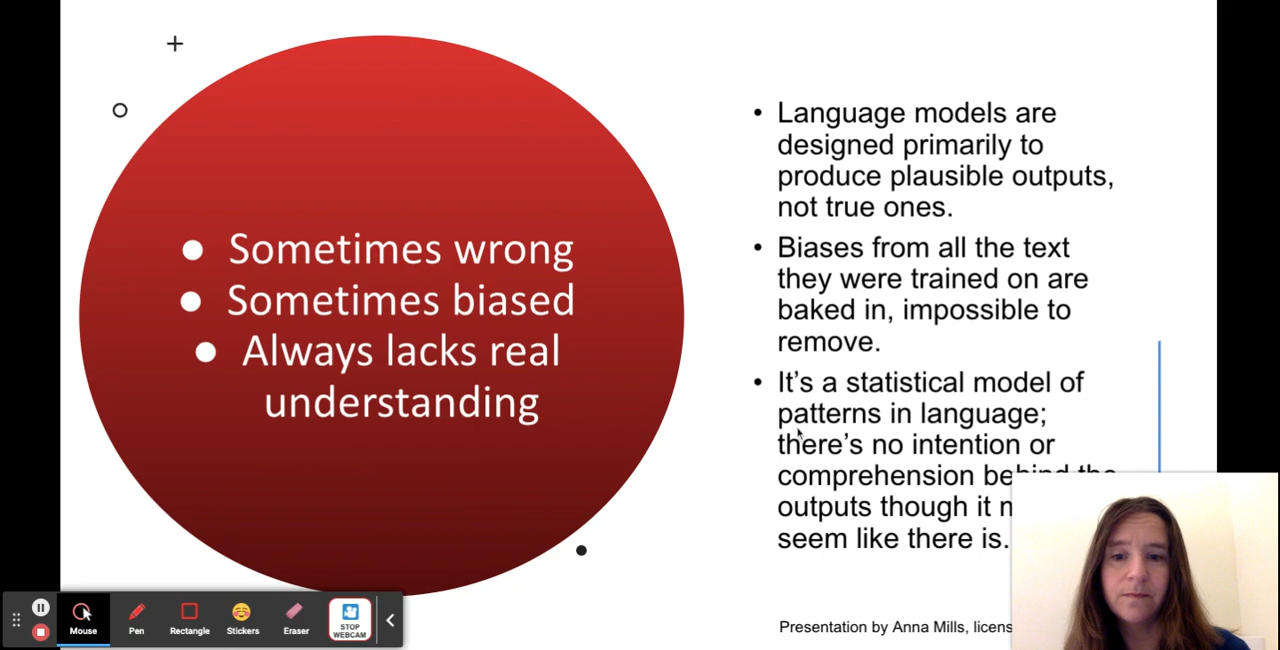 ● Sometimes wrong
● Sometimes biased
● Always lacks real
understanding
• Language models are
designed primarily to
produce plausible outputs,
not true ones.
• Biases from all the text
they were trained on are
baked in, impossible to
remove.
• It’s a statistical model of
patterns in language;
there’s no intention or
comprehension behind the
outputs though it
seem like there is.
Presentation by Anna Mills,
Mouse
Pen
Rectangle
Stickers
Eraser
STOP
WEBCAM